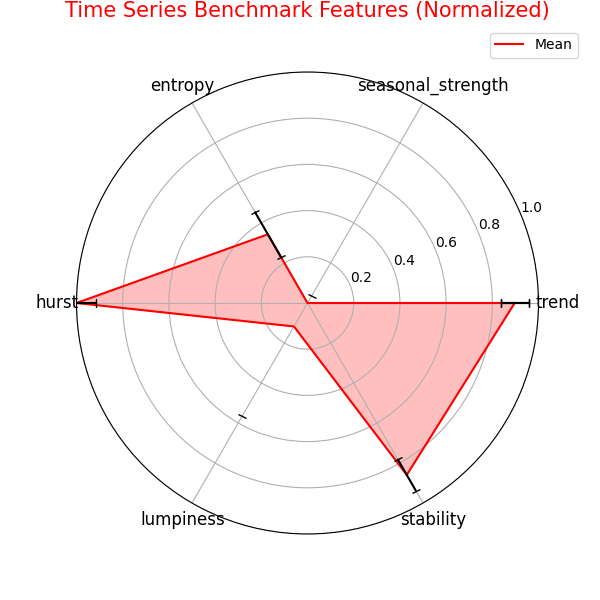 Time Series Benchmark Features (Normalized)
Mean
entropy
seasonal_strength
1.0
0.8
0.6
0.4
0.2
hurst
trend
lumpiness
stability